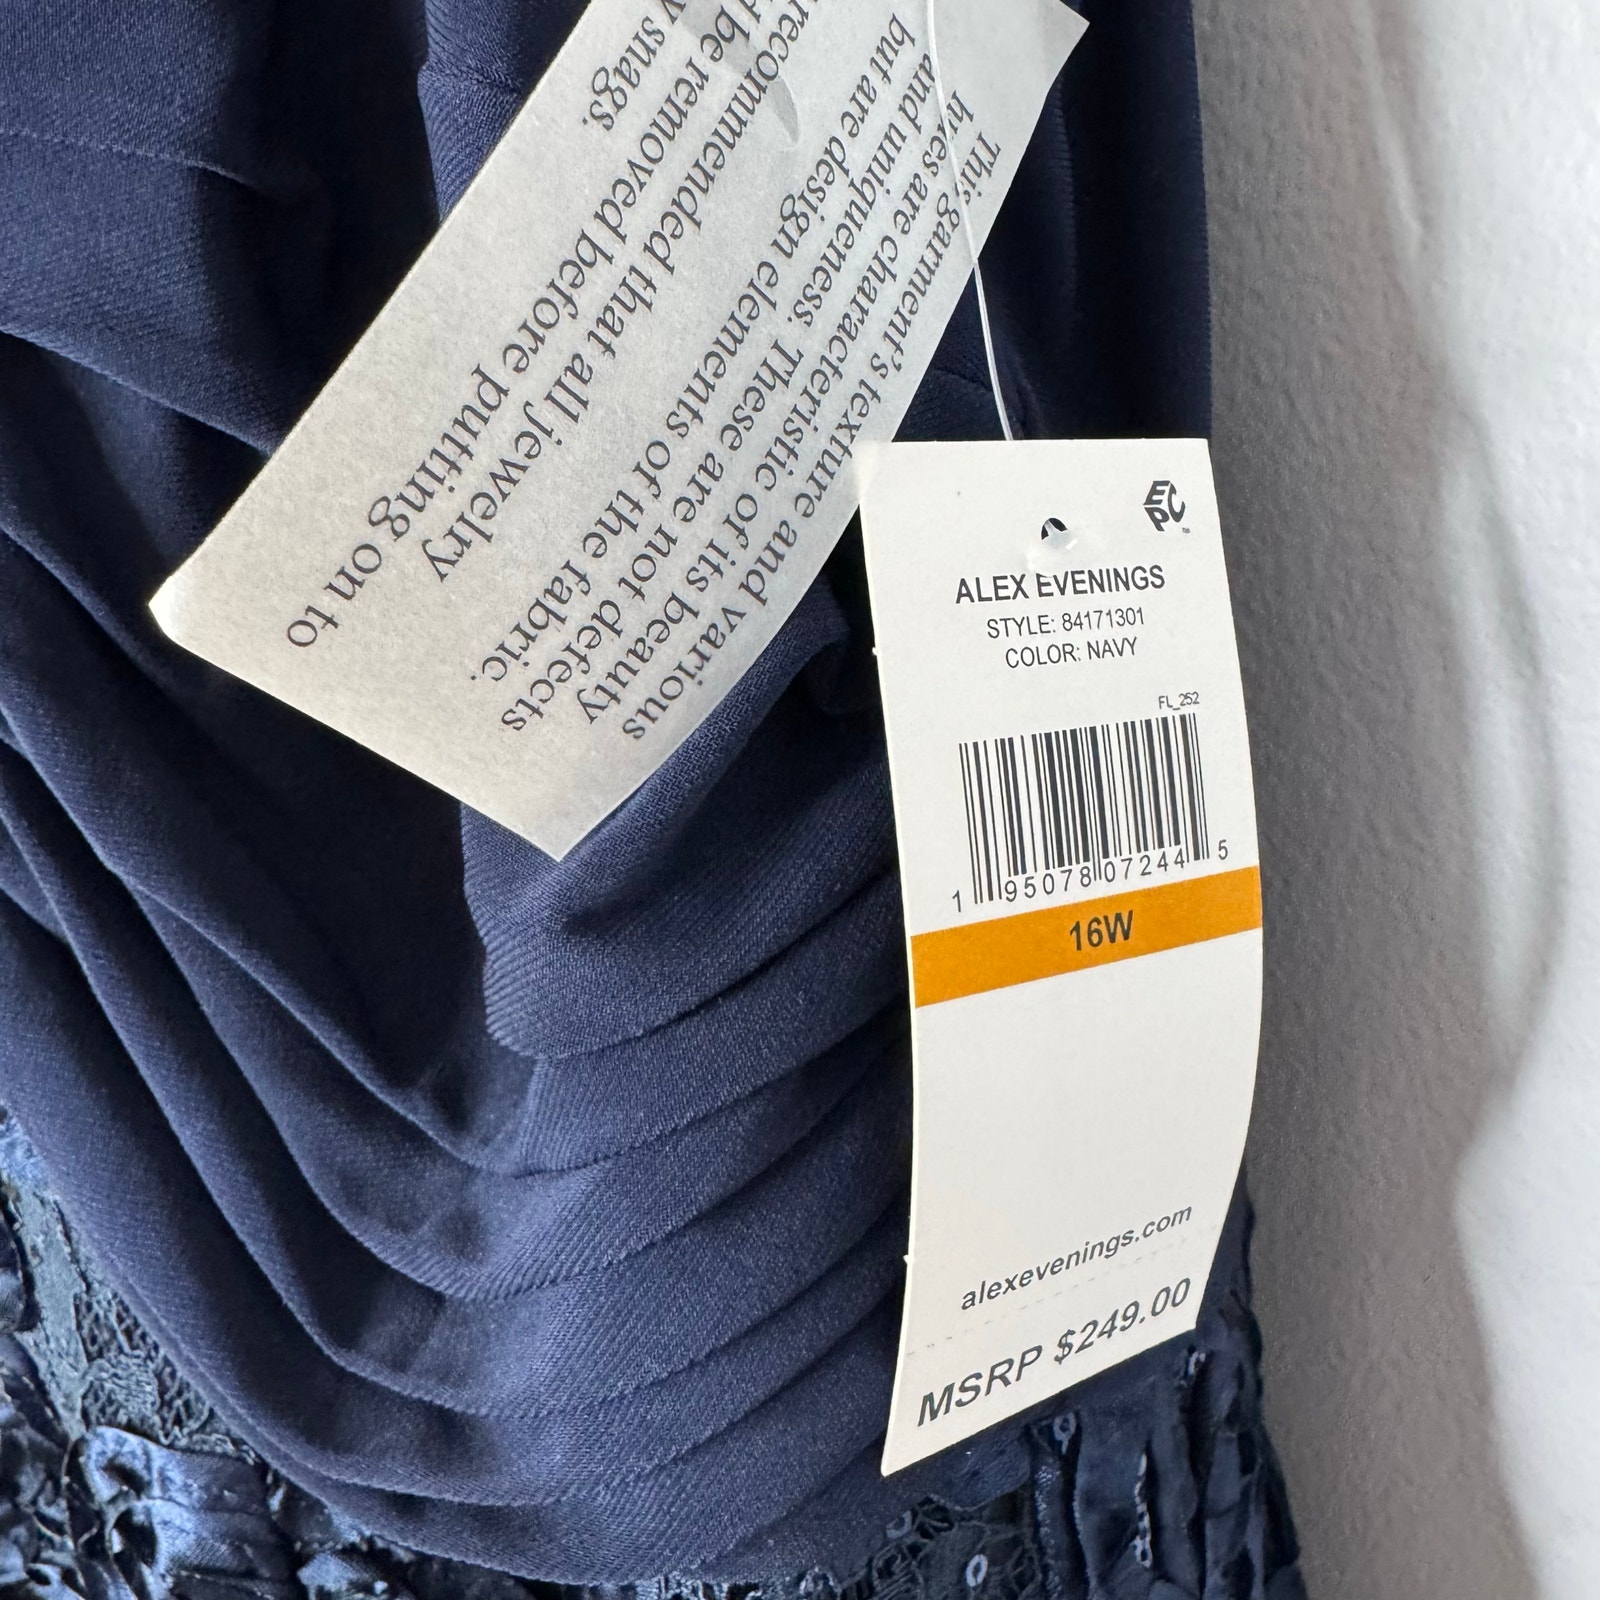 This garment's texture and various
hues are characteristic of its beauty
and uniqueness. These are not defects
but are design elements of the fabric.
recommended that all jewelry
be removed before putting on to
snags.
EPC
ALEX EVENINGS
STYLE: 84171301
COLOR: NAVY
FL_252
1 95078 07244 5
16W
alexevenings.com
MSRP $249.00